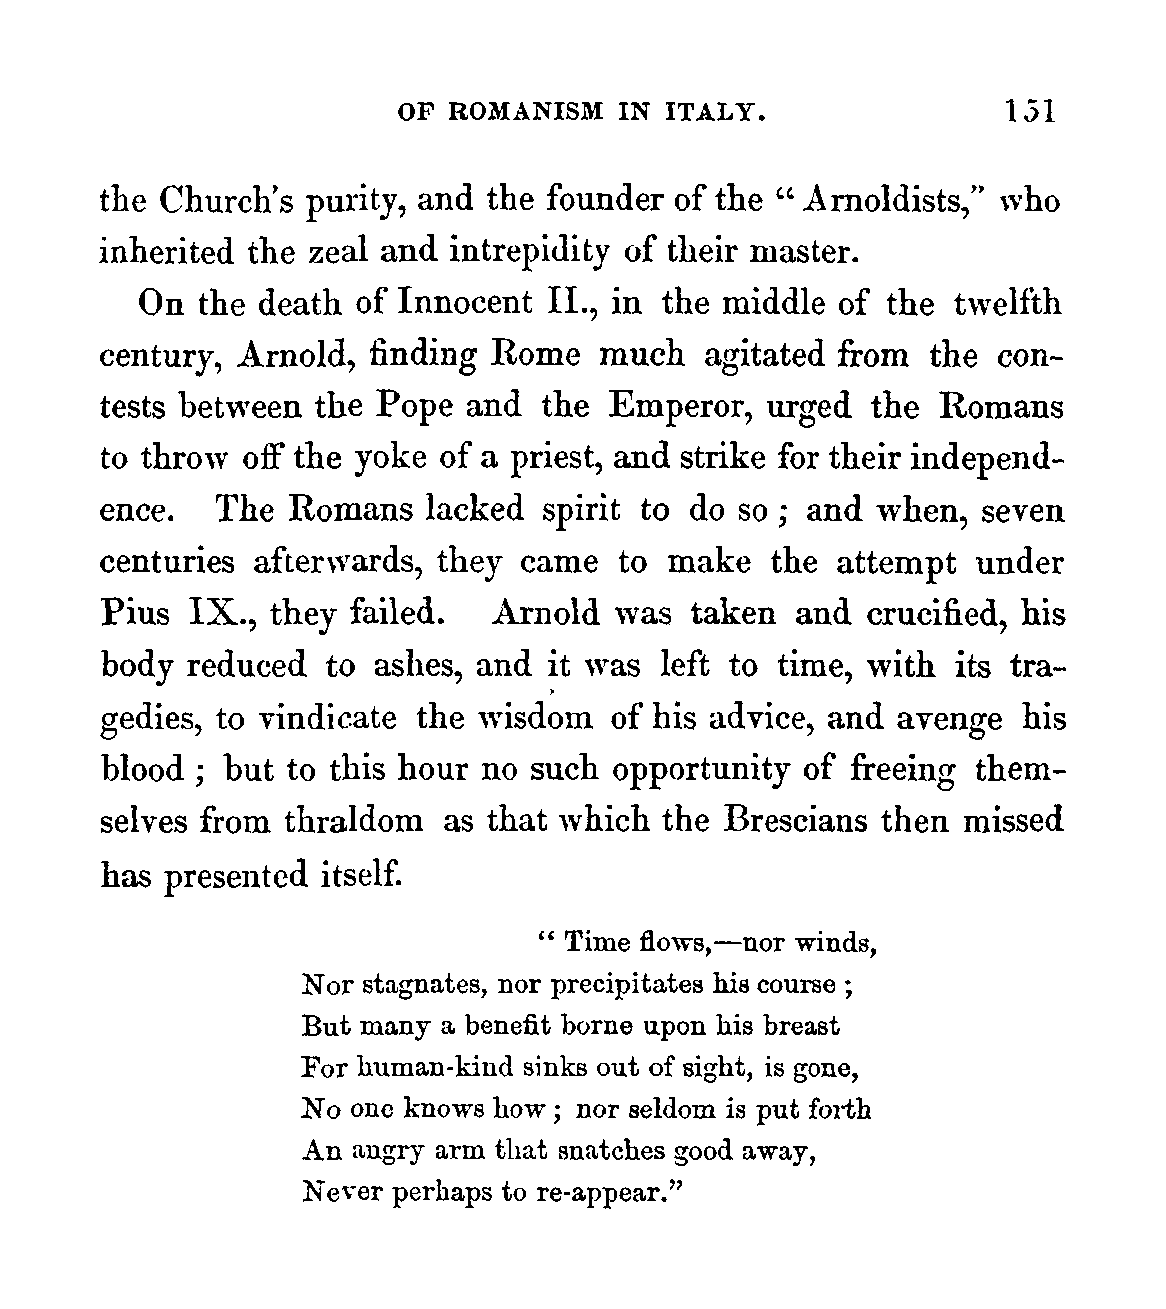 OF ROMANISM IN ITALY. 151
the Church's purity, and the founder of the “ Arnoldists,” who
inherited the zeal and intrepidity of their master.
On the death of Innocent II., in the middle of the twelfth
century, Arnold, finding Rome much agitated from the con-
tests between the Pope and the Emperor, urged the Romans
to throw off the yoke of a priest, and strike for their independ-
ence. The Romans lacked spirit to do so ; and when, seven
centuries afterwards, they came to make the attempt under
Pius IX., they failed. Arnold was taken and crucified, his
body reduced to ashes, and it was left to time, with its tra-
gedies, to vindicate the wisdom of his advice, and avenge his
blood ; but to this hour no such opportunity of freeing them-
selves from thraldom as that which the Brescians then missed
has presented itself.
“ Time flows,—nor winds,
Nor stagnates, nor precipitates his course ;
But many a benefit borne upon his breast
For human-kind sinks out of sight, is gone,
No one knows how ; nor seldom is put forth
An angry arm that snatches good away,
Never perhaps to re-appear.”